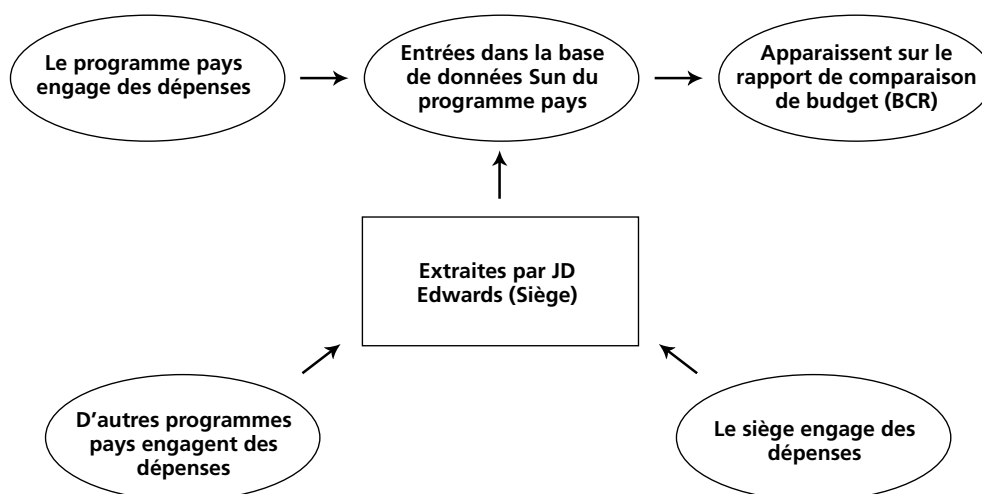 Le programme pays
engage des dépenses
Entrées dans la base
de données Sun du
programme pays
Apparaissent sur le
rapport de comparaison
de budget (BCR)
Extraites par JD
Edwards (Siège)
D'autres programmes
pays engagent des
dépenses
Le siège engage des
dépenses